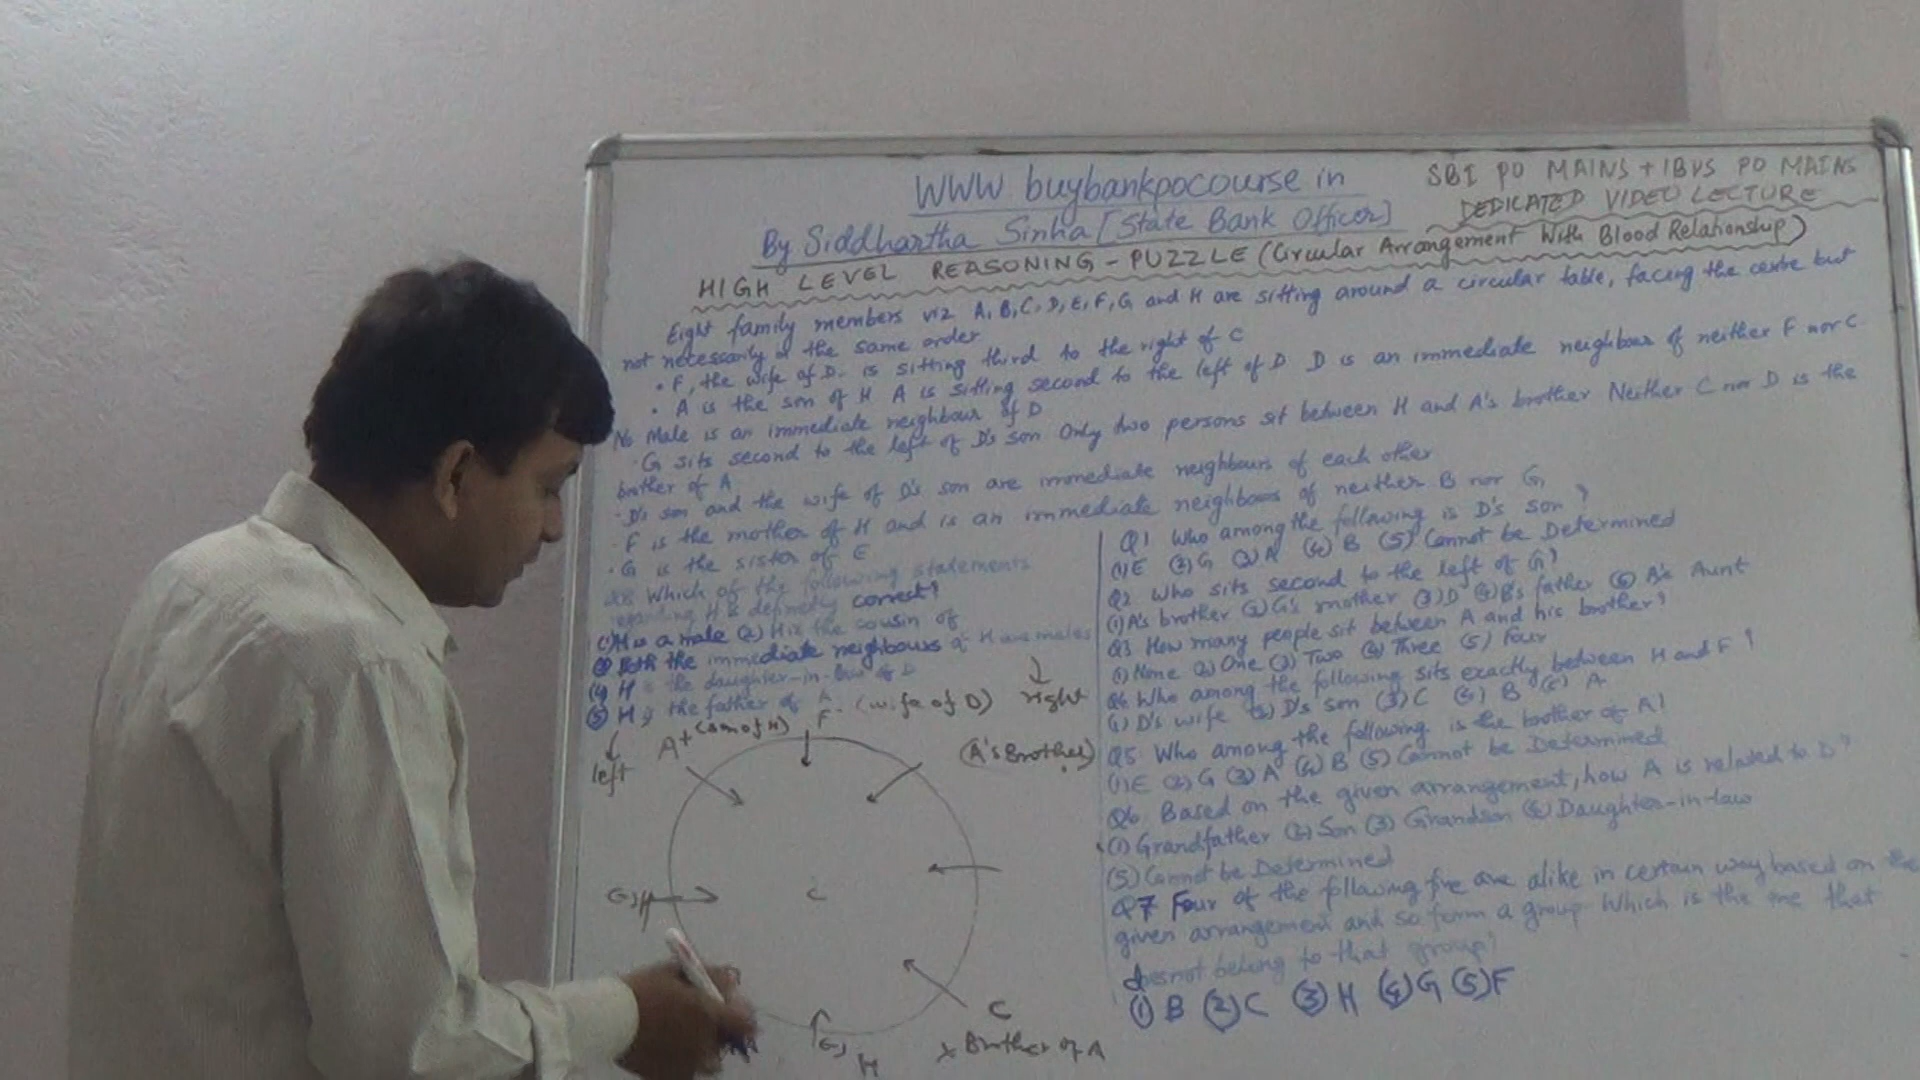 WWW buybankpocourse in
SBI PO MAINS + IBPS PO MAINS
DEDICATED VIDEO LECTURE
By Siddhartha Sinha [State Bank Officer]
HIGH LEVEL REASONING - PUZZLE (Circular Arrangement With Blood Relationship)
Eight family members viz A, B, C, D, E, F, G and H are sitting around a circular table, facing the centre but
not necessarily in the same order
• F, the wife of D, is sitting third to the right of C
• A is the son of H A is sitting second to the left of D D is an immediate neighbour of neither F nor C
No Male is an immediate neighbour of D
• G sits second to the left of D's son Only two persons sit between H and A's brother Neither C nor D is the
brother of A
• D's son and the wife of D's son are immediate neighbours of each other
• F is the mother of H and is an immediate neighbour of neither B nor G
• G is the sister of E
Q8 Which of the following statements
regarding H is definitely correct?
(1) H is a male (2) H is the cousin of
(3) Both the immediate neighbours of H are males
(4) H is the daughter-in-law of D
(5) H is the father of
Q1 Who among the following is D's son ?
(1) E (2) G (3) A (4) B (5) Cannot be Determined
Q2 Who sits second to the left of G?
(1) A's brother (2) G's mother (3) D (4) B's father (5) A's Aunt
Q3 How many people sit between A and his brother?
(1) None (2) One (3) Two (4) Three (5) Four
Q4 Who among the following sits exactly between H and F ?
(1) D's wife (2) D's son (3) C (4) B (5) A
Q5 Who among the following is the brother of A?
(1) E (2) G (3) A (4) B (5) Cannot be Determined
Q6 Based on the given arrangement, how A is related to D?
(1) Grandfather (2) Son (3) Grandson (4) Daughter-in-law
(5) Cannot be Determined
Q7 Four of the following five are alike in certain way based on the
given arrangement and so form a group Which is the one that
does not belong to that group?
(1) B (2) C (3) H (4) G (5) F
left
A+ (son of H)
F - (wife of D)
right
(A's Brother)
G) H
C
G) H
x Brother of A